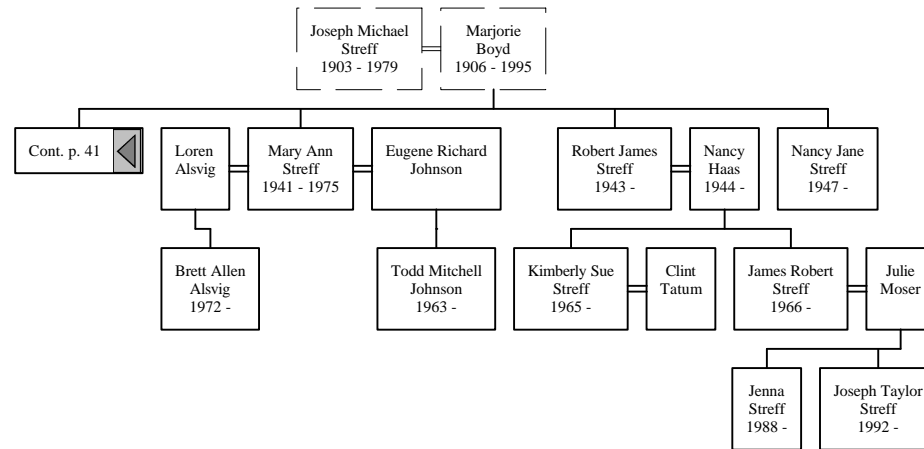 Joseph Michael
Streff
1903 - 1979
Marjorie
Boyd
1906 - 1995
Cont. p. 41
Loren
Alsvig
Mary Ann
Streff
1941 - 1975
Eugene Richard
Johnson
Robert James
Streff
1943 -
Nancy
Haas
1944 -
Nancy Jane
Streff
1947 -
Brett Allen
Alsvig
1972 -
Todd Mitchell
Johnson
1963 -
Kimberly Sue
Streff
1965 -
Clint
Tatum
James Robert
Streff
1966 -
Julie
Moser
Jenna
Streff
1988 -
Joseph Taylor
Streff
1992 -